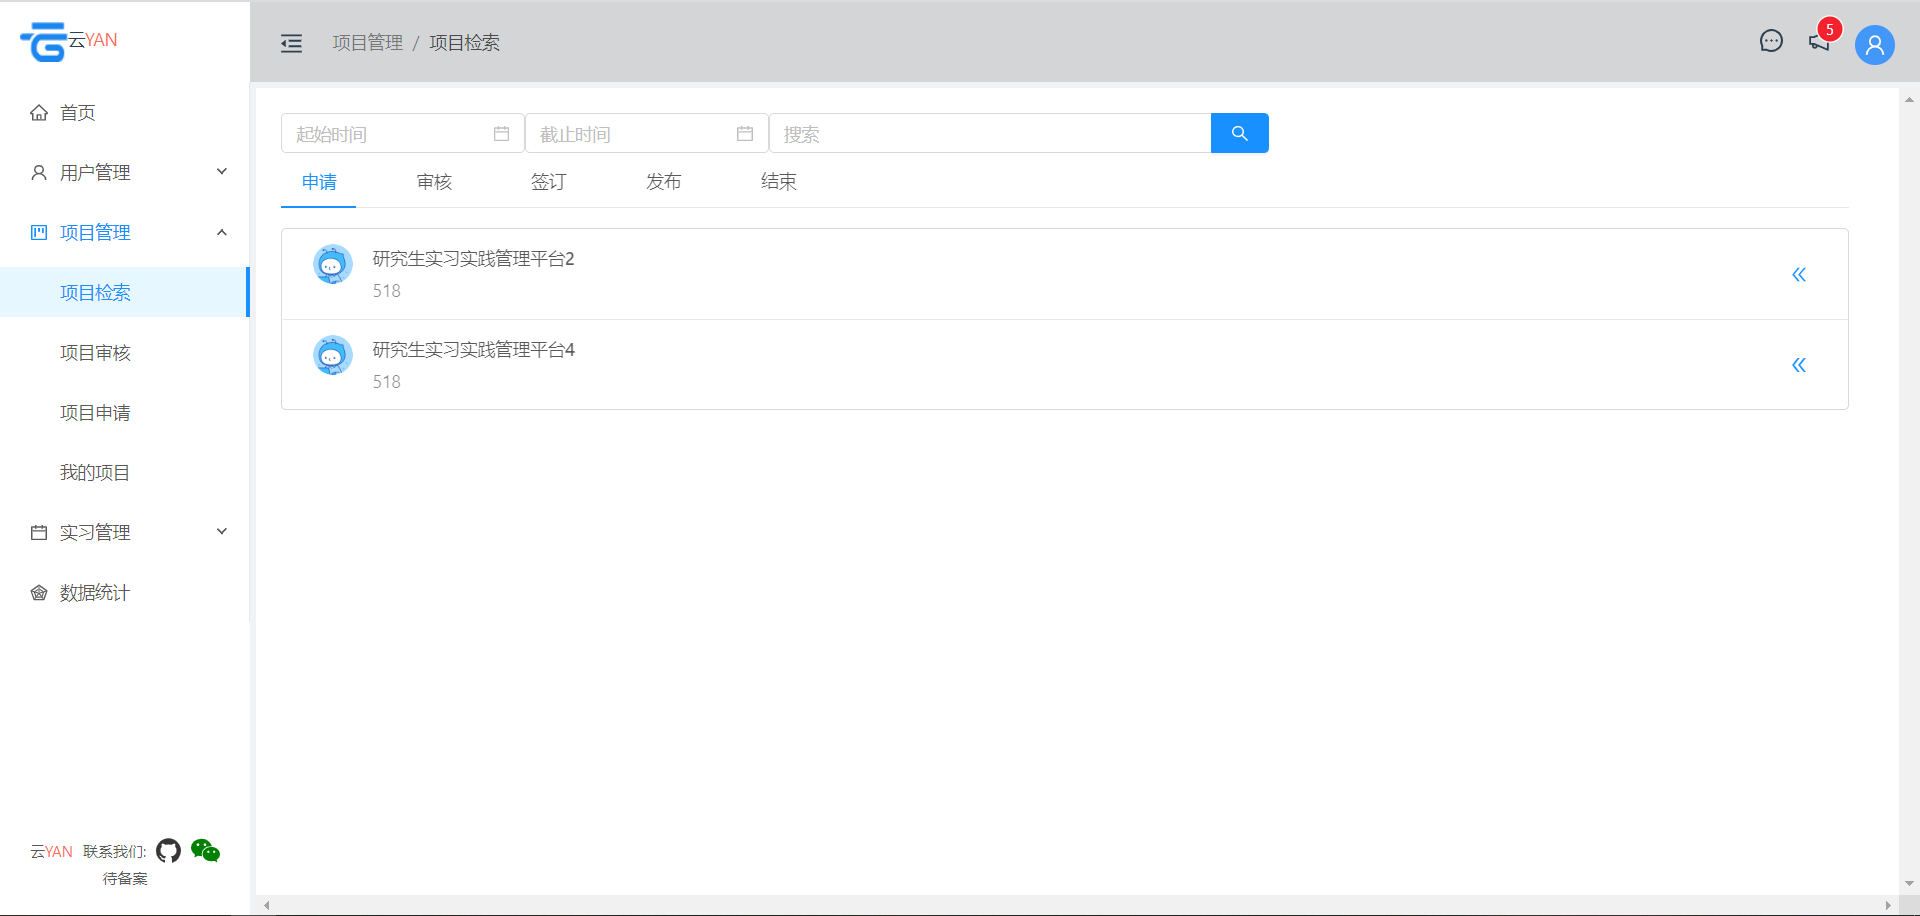 云YAN
项目管理 / 项目检索
5
首页
用户管理
项目管理
项目检索
项目审核
项目申请
我的项目
实习管理
数据统计
云YAN 联系我们:
待备案
起始时间 截止时间 搜索
申请 审核 签订 发布 结束
研究生实习实践管理平台2
518
研究生实习实践管理平台4
518